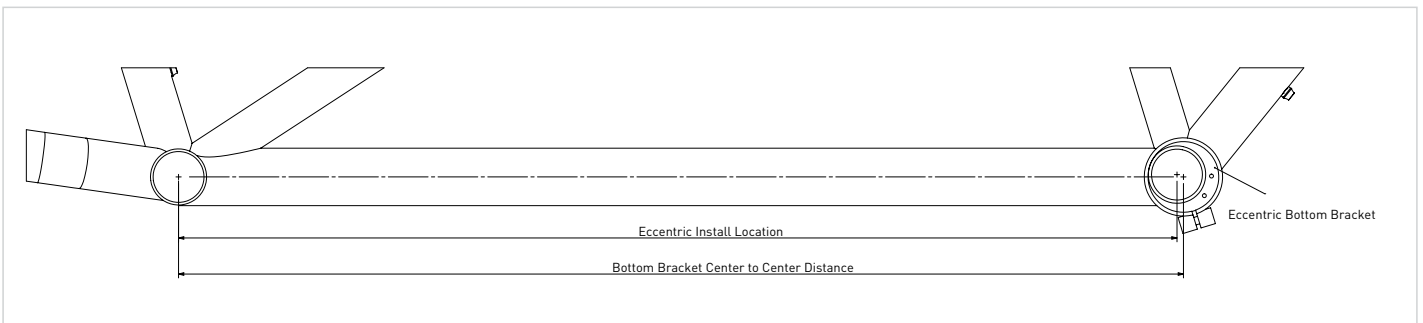 Eccentric Bottom Bracket
Eccentric Install Location
Bottom Bracket Center to Center Distance